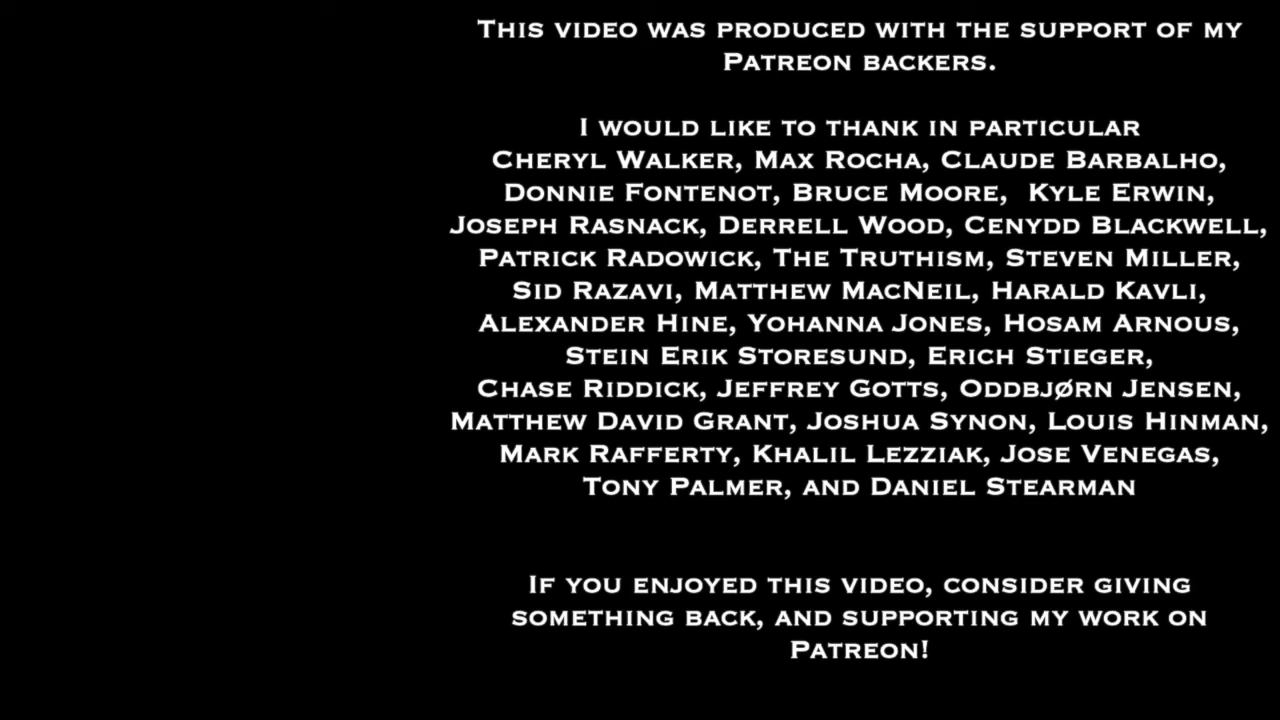 This video was produced with the support of my
Patreon backers.
I would like to thank in particular
Cheryl Walker, Max Rocha, Claude Barbalho,
Donnie Fontenot, Bruce Moore,  Kyle Erwin,
Joseph Rasnack, Derrell Wood, Cenydd Blackwell,
Patrick Radowick, The Truthism, Steven Miller,
Sid Razavi, Matthew MacNeil, Harald Kavli,
Alexander Hine, Yohanna Jones, Hosam Arnous,
Stein Erik Storesund, Erich Stieger,
Chase Riddick, Jeffrey Gotts, Oddbjørn Jensen,
Matthew David Grant, Joshua Synon, Louis Hinman,
Mark Rafferty, Khalil Lezziak, Jose Venegas,
Tony Palmer, and Daniel Stearman
If you enjoyed this video, consider giving
something back, and supporting my work on
Patreon!